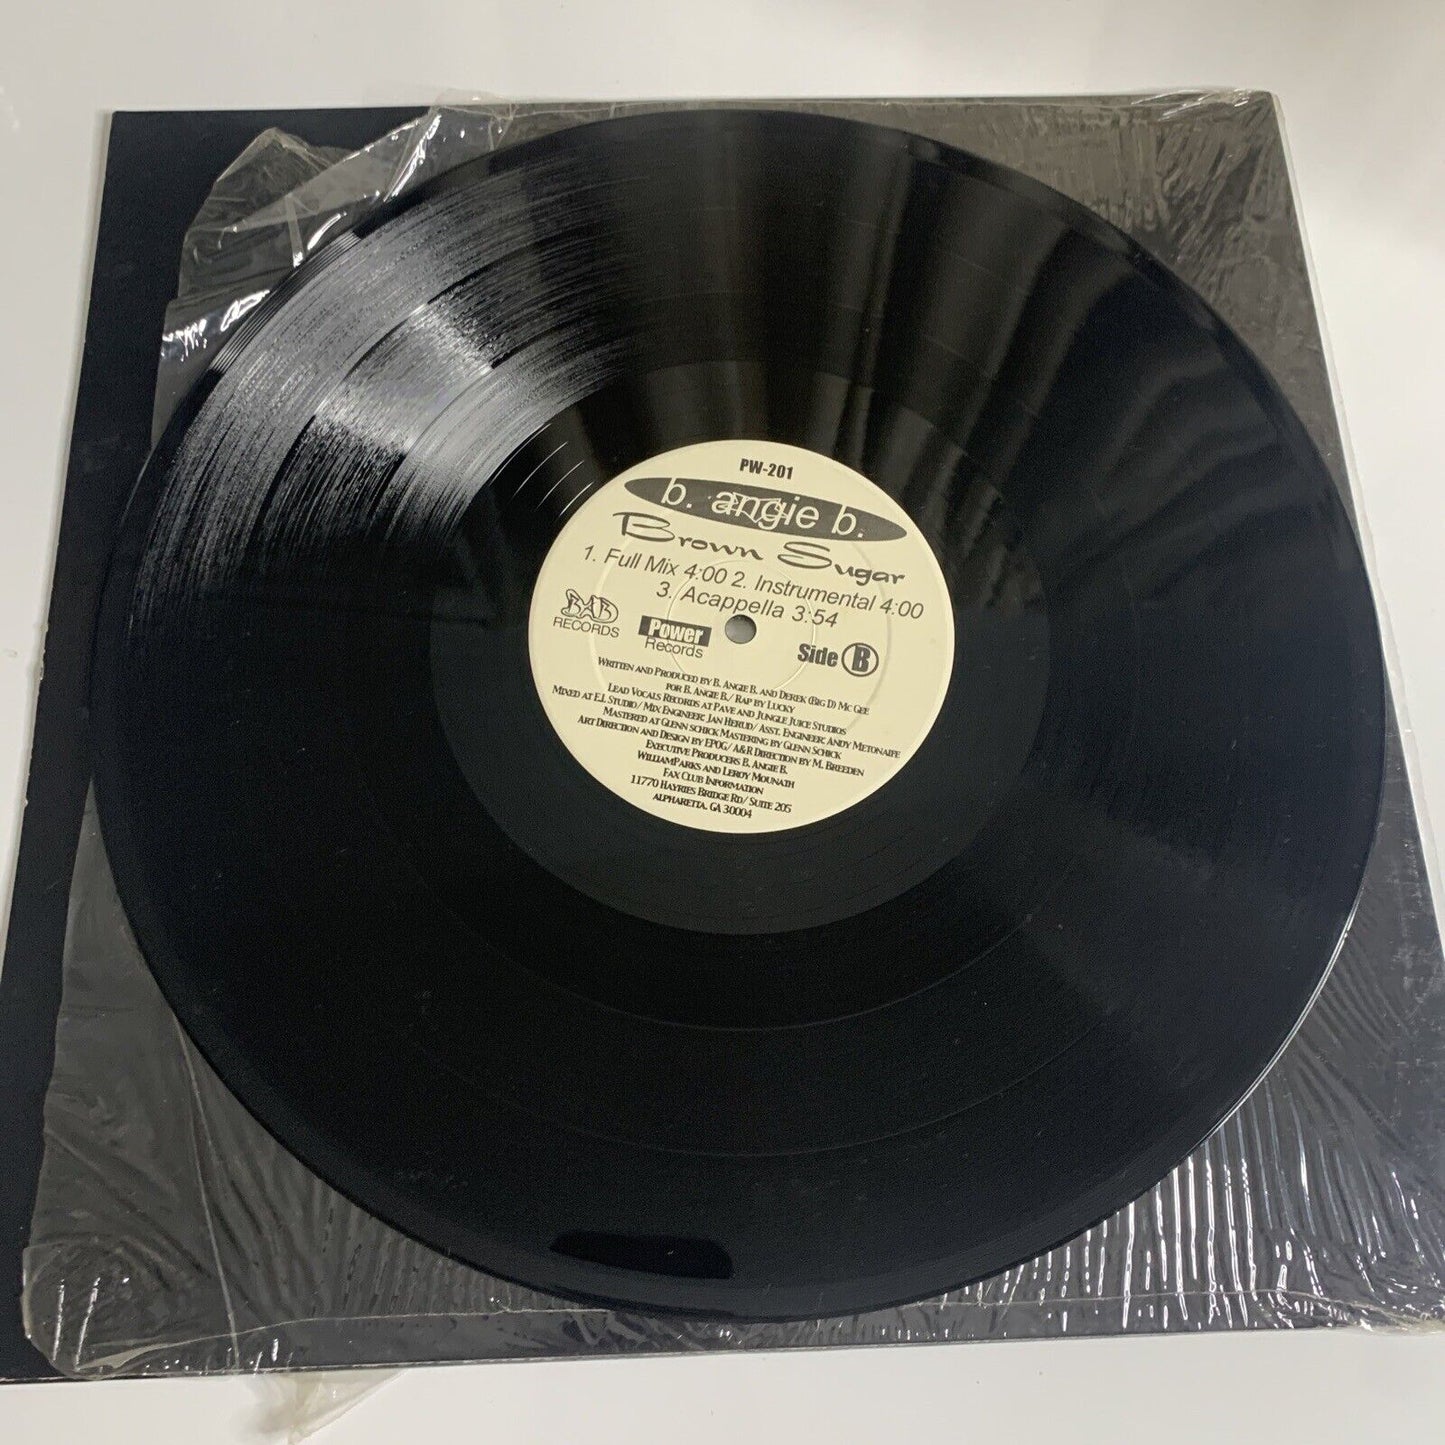 PW-201
b. angie b.
Brown Sugar
1. Full Mix 4:00 2. Instrumental 4:00
3. Acappella 3:54
BAB
RECORDS
Power
Records
Side B
Written and Produced by B. Angie B. and Derek (Big D) Mc Gee
for B. Angie B./ Rap by Lucky
Lead Vocals Records at Pave and Jungle Juice Studios
Mixed at E.I. Studio/ Mix Engineer; Jan Herud/ Asst. Engineer; Andy Metonaife
Mastered at Glenn schick Mastering by Glenn Schick
Art Direction and Design by EPOG/ A&R Direction by M. Breeden
Executive Producers B. Angie B.
WilliamParks and Leroy Mounath
Fax Club Information
11770 Hayries Bridge Rd/ Suite 205
Alpharetta, GA 30004